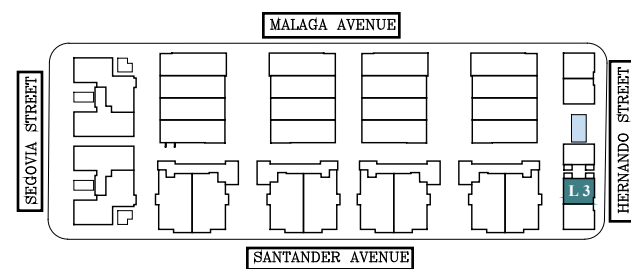 MALAGA AVENUE
SEGOVIA STREET
HERNANDO STREET
L 3
SANTANDER AVENUE